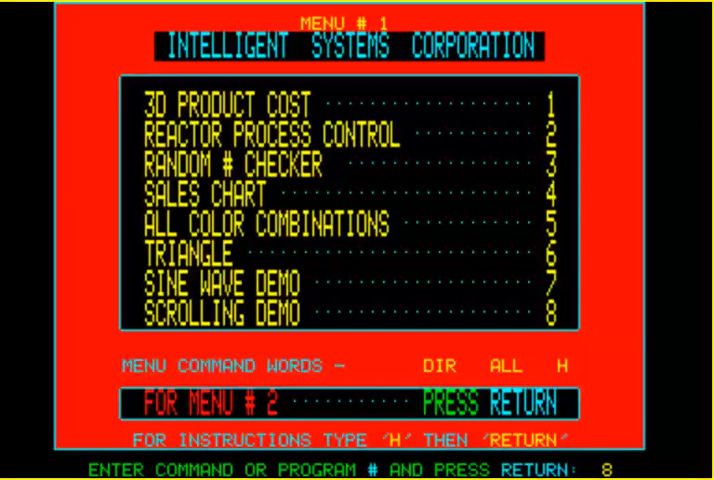 MENU # 1
INTELLIGENT SYSTEMS CORPORATION
3D PRODUCT COST ··················· 1
REACTOR PROCESS CONTROL ··········· 2
RANDOM # CHECKER ················· 3
SALES CHART ······················· 4
ALL COLOR COMBINATIONS ············ 5
TRIANGLE ·························· 6
SINE WAVE DEMO ···················· 7
SCROLLING DEMO ···················· 8
MENU COMMAND WORDS - DIR ALL H
FOR MENU # 2 ··········· PRESS RETURN
FOR INSTRUCTIONS TYPE 'H' THEN 'RETURN'
ENTER COMMAND OR PROGRAM # AND PRESS RETURN: 8